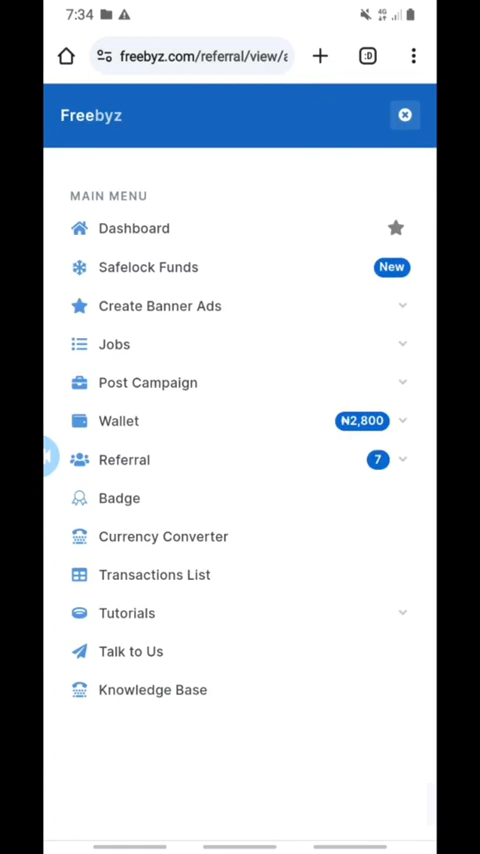 7:34
4G
freebyz.com/referral/view/a
:D
Freebyz
MAIN MENU
Dashboard
Safelock Funds New
Create Banner Ads
Jobs
Post Campaign
Wallet ₦2,800
Referral 7
Badge
Currency Converter
Transactions List
Tutorials
Talk to Us
Knowledge Base